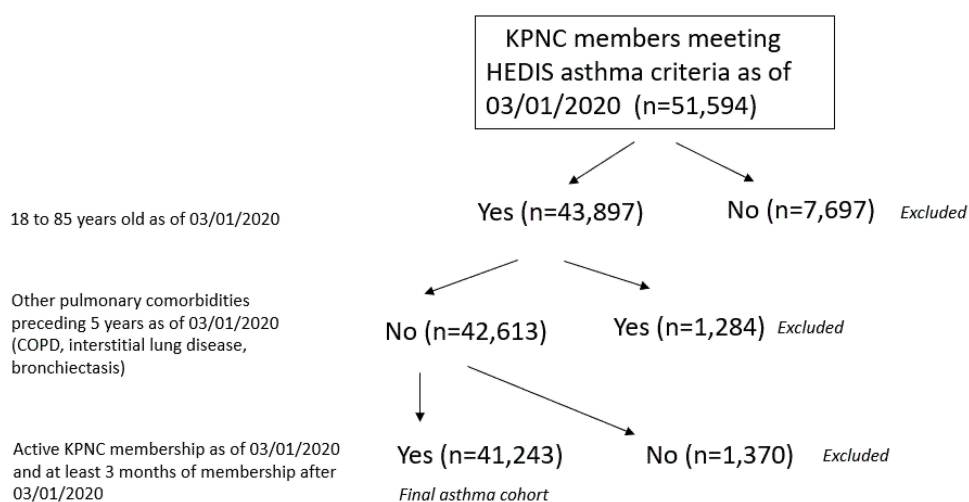 KPNC members meeting
HEDIS asthma criteria as of
03/01/2020 (n=51,594)
18 to 85 years old as of 03/01/2020
Yes (n=43,897)
No (n=7,697)
Excluded
Other pulmonary comorbidities
preceding 5 years as of 03/01/2020
(COPD, interstitial lung disease,
bronchiectasis)
No (n=42,613)
Yes (n=1,284)
Excluded
Active KPNC membership as of 03/01/2020
and at least 3 months of membership after
03/01/2020
Yes (n=41,243)
No (n=1,370)
Excluded
Final asthma cohort